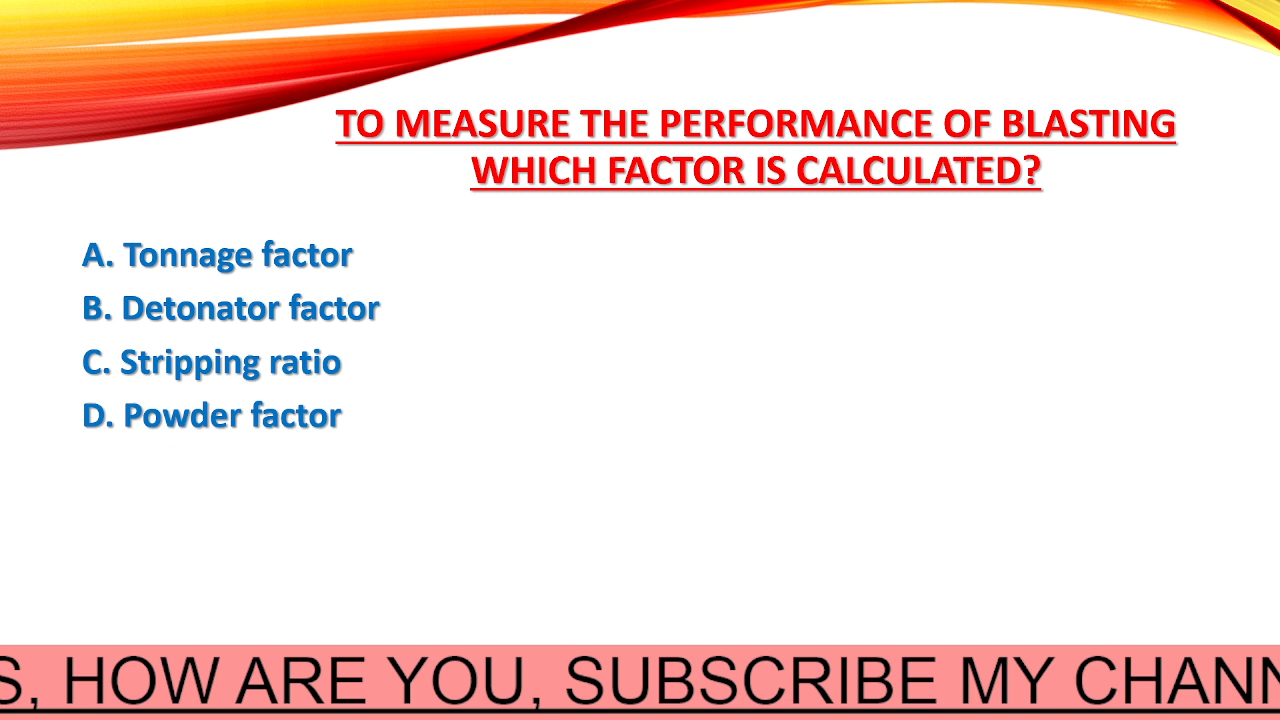 TO MEASURE THE PERFORMANCE OF BLASTING
WHICH FACTOR IS CALCULATED?
A. Tonnage factor
B. Detonator factor
C. Stripping ratio
D. Powder factor
S, HOW ARE YOU, SUBSCRIBE MY CHANN